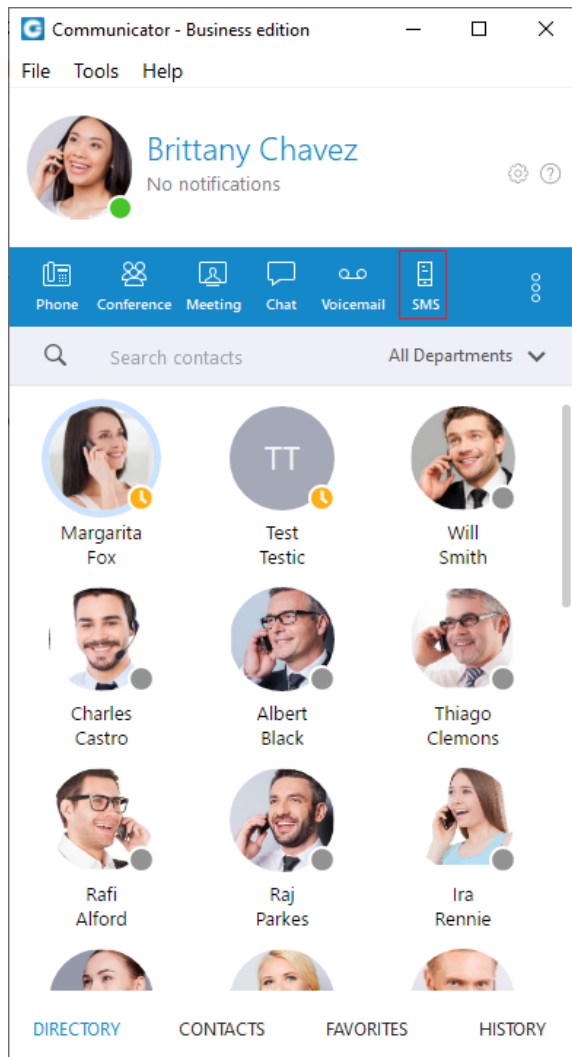 Communicator - Business edition
File Tools Help
Brittany Chavez
No notifications
Phone Conference Meeting Chat Voicemail SMS
Search contacts All Departments
TT
Margarita Test Will
Fox Testic Smith
Charles Albert Thiago
Castro Black Clemons
Rafi Raj Ira
Alford Parkes Rennie
DIRECTORY CONTACTS FAVORITES HISTORY